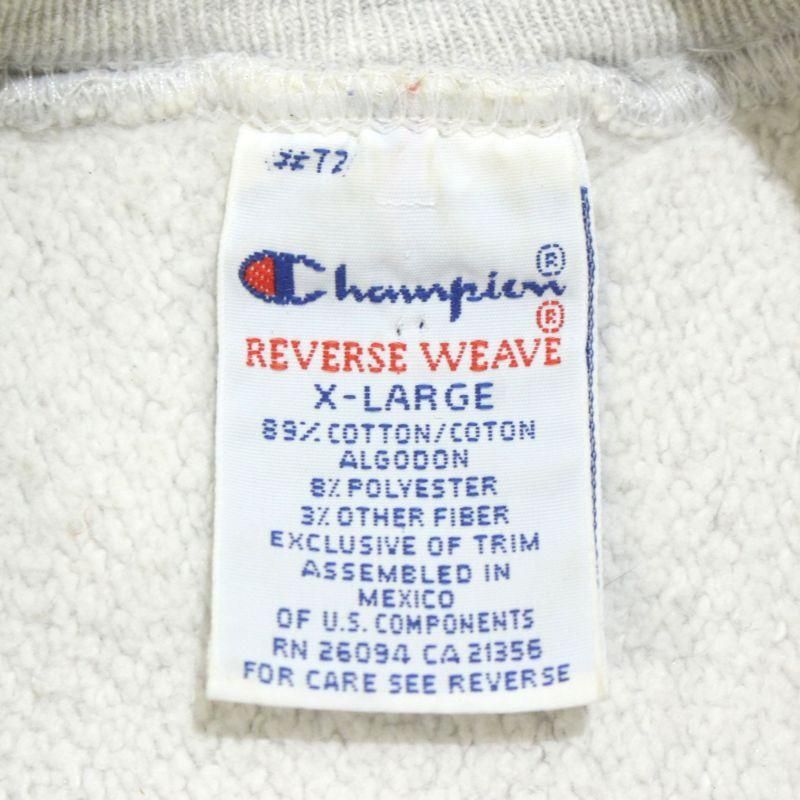 #72
Champion®
REVERSE WEAVE®
X-LARGE
89% COTTON/COTON
ALGODON
8% POLYESTER
3% OTHER FIBER
EXCLUSIVE OF TRIM
ASSEMBLED IN
MEXICO
OF U.S. COMPONENTS
RN 26094 CA 21356
FOR CARE SEE REVERSE